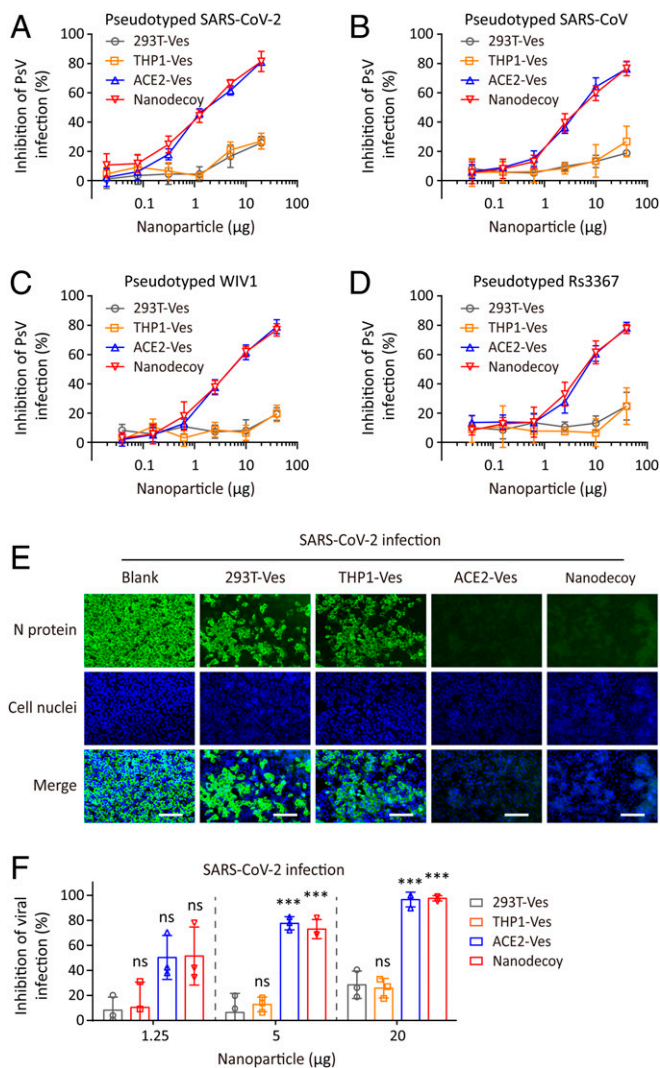 A
Pseudotyped SARS-CoV-2
Inhibition of PsV
infection (%)
100
80
60
40
20
0
293T-Ves
THP1-Ves
ACE2-Ves
Nanodecoy
0.1
1
10
100
Nanoparticle (μg)
B
Pseudotyped SARS-CoV
Inhibition of PsV
infection (%)
100
80
60
40
20
0
293T-Ves
THP1-Ves
ACE2-Ves
Nanodecoy
0.1
1
10
100
Nanoparticle (μg)
C
Pseudotyped WIV1
Inhibition of PsV
infection (%)
100
80
60
40
20
0
293T-Ves
THP1-Ves
ACE2-Ves
Nanodecoy
0.1
1
10
100
Nanoparticle (μg)
D
Pseudotyped Rs3367
Inhibition of PsV
infection (%)
100
80
60
40
20
0
293T-Ves
THP1-Ves
ACE2-Ves
Nanodecoy
0.1
1
10
100
Nanoparticle (μg)
E
SARS-CoV-2 infection
Blank 293T-Ves THP1-Ves ACE2-Ves Nanodecoy
N protein
Cell nuclei
Merge
F
SARS-CoV-2 infection
Inhibition of viral
infection (%)
100
80
60
40
20
0
ns ns ns
ns *** ***
ns *** ***
293T-Ves
THP1-Ves
ACE2-Ves
Nanodecoy
1.25 5 20
Nanoparticle (μg)